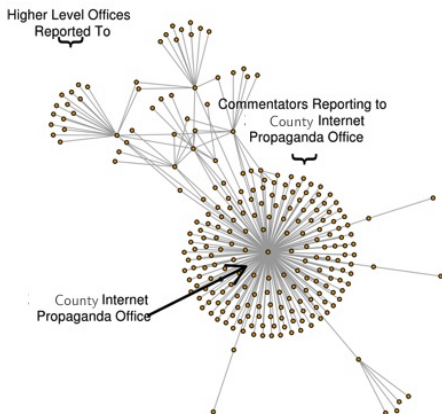 Higher Level Offices
Reported To
Commentators Reporting to
County Internet
Propaganda Office
County Internet
Propaganda Office